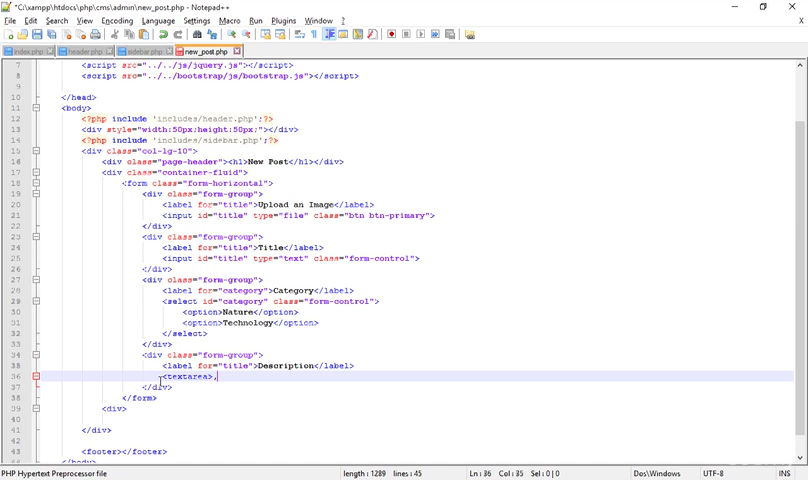 *C:\xampp\htdocs\php\cms\admin\new_post.php - Notepad++
File Edit Search View Encoding Language Settings Macro Run Plugins Window ?
index.php header.php sidebar.php new_post.php
7 <script src="../../js/jquery.js"></script>
8 <script src="../../bootstrap/js/bootstrap.js"></script>
9
10 </head>
11 <body>
12 <?php include 'includes/header.php';?>
13 <div style="width:50px;height:50px;"></div>
14 <?php include 'includes/sidebar.php';?>
15 <div class="col-lg-10">
16 <div class="page-header"><h1>New Post</h1></div>
17 <div class="container-fluid">
18 <form class="form-horizontal">
19 <div class="form-group">
20 <label for="title">Upload an Image</label>
21 <input id="title" type="file" class="btn btn-primary">
22 </div>
23 <div class="form-group">
24 <label for="title">Title</label>
25 <input id="title" type="text" class="form-control">
26 </div>
27 <div class="form-group">
28 <label for="category">Category</label>
29 <select id="category" class="form-control">
30 <option>Nature</option>
31 <option>Technology</option>
32 </select>
33 </div>
34 <div class="form-group">
35 <label for="title">Description</label>
36 <textarea>,
37 </div>
38 </form>
39 <div>
40
41 </div>
42
43 <footer></footer>
44 </body>
PHP Hypertext Preprocessor file length : 1289 lines : 45 Ln : 36 Col : 35 Sel : 0 | 0 Dos\Windows UTF-8 INS